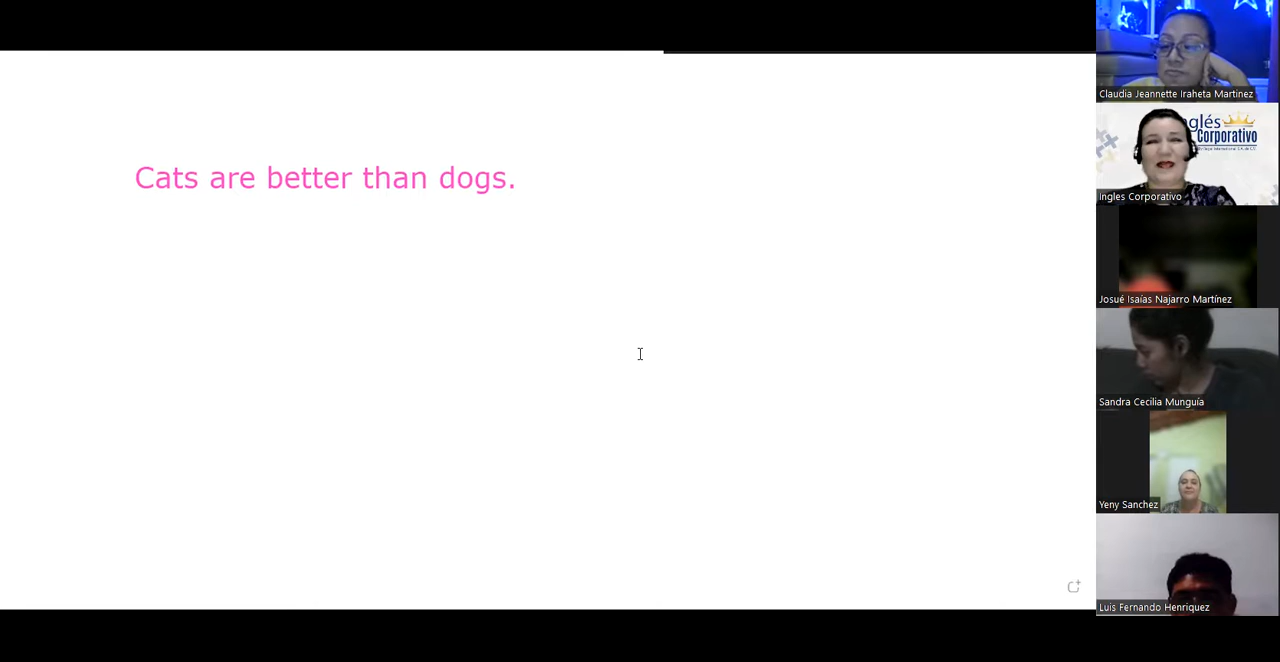 Cats are better than dogs.
Claudia Jeannette Iraheta Martinez
Inglés
Corporativo
Ingles Corporativo
Josué Isaías Najarro Martínez
Sandra Cecilia Munguía
Yeny Sanchez
Luis Fernando Henriquez